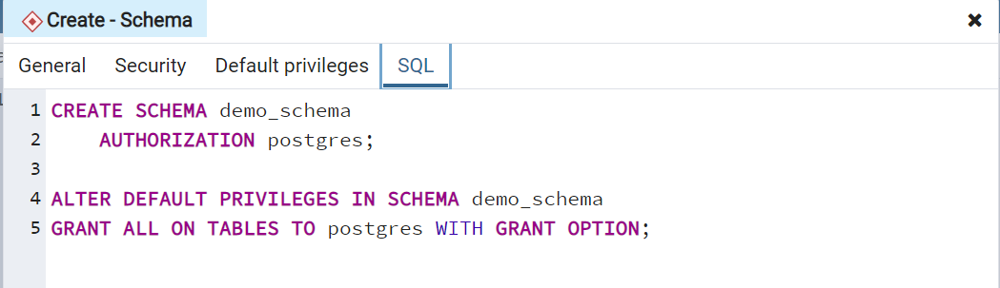 Create - Schema
General Security Default privileges SQL
1 CREATE SCHEMA demo_schema
2 AUTHORIZATION postgres;
3
4 ALTER DEFAULT PRIVILEGES IN SCHEMA demo_schema
5 GRANT ALL ON TABLES TO postgres WITH GRANT OPTION;